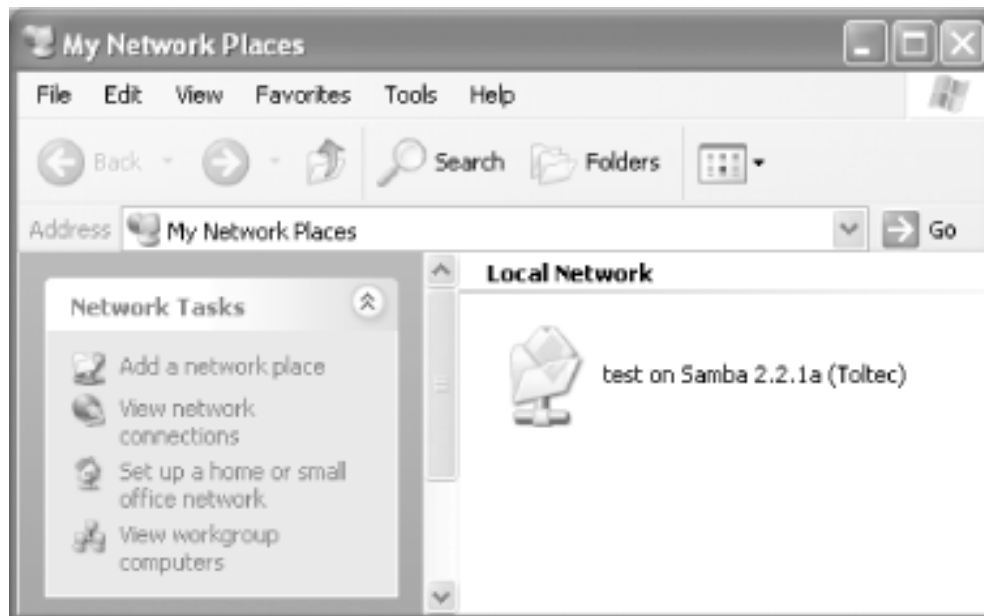 My Network Places
File Edit View Favorites Tools Help
Back Search Folders
Address My Network Places Go
Network Tasks
Add a network place
View network
connections
Set up a home or small
office network
View workgroup
computers
Local Network
test on Samba 2.2.1a (Toltec)